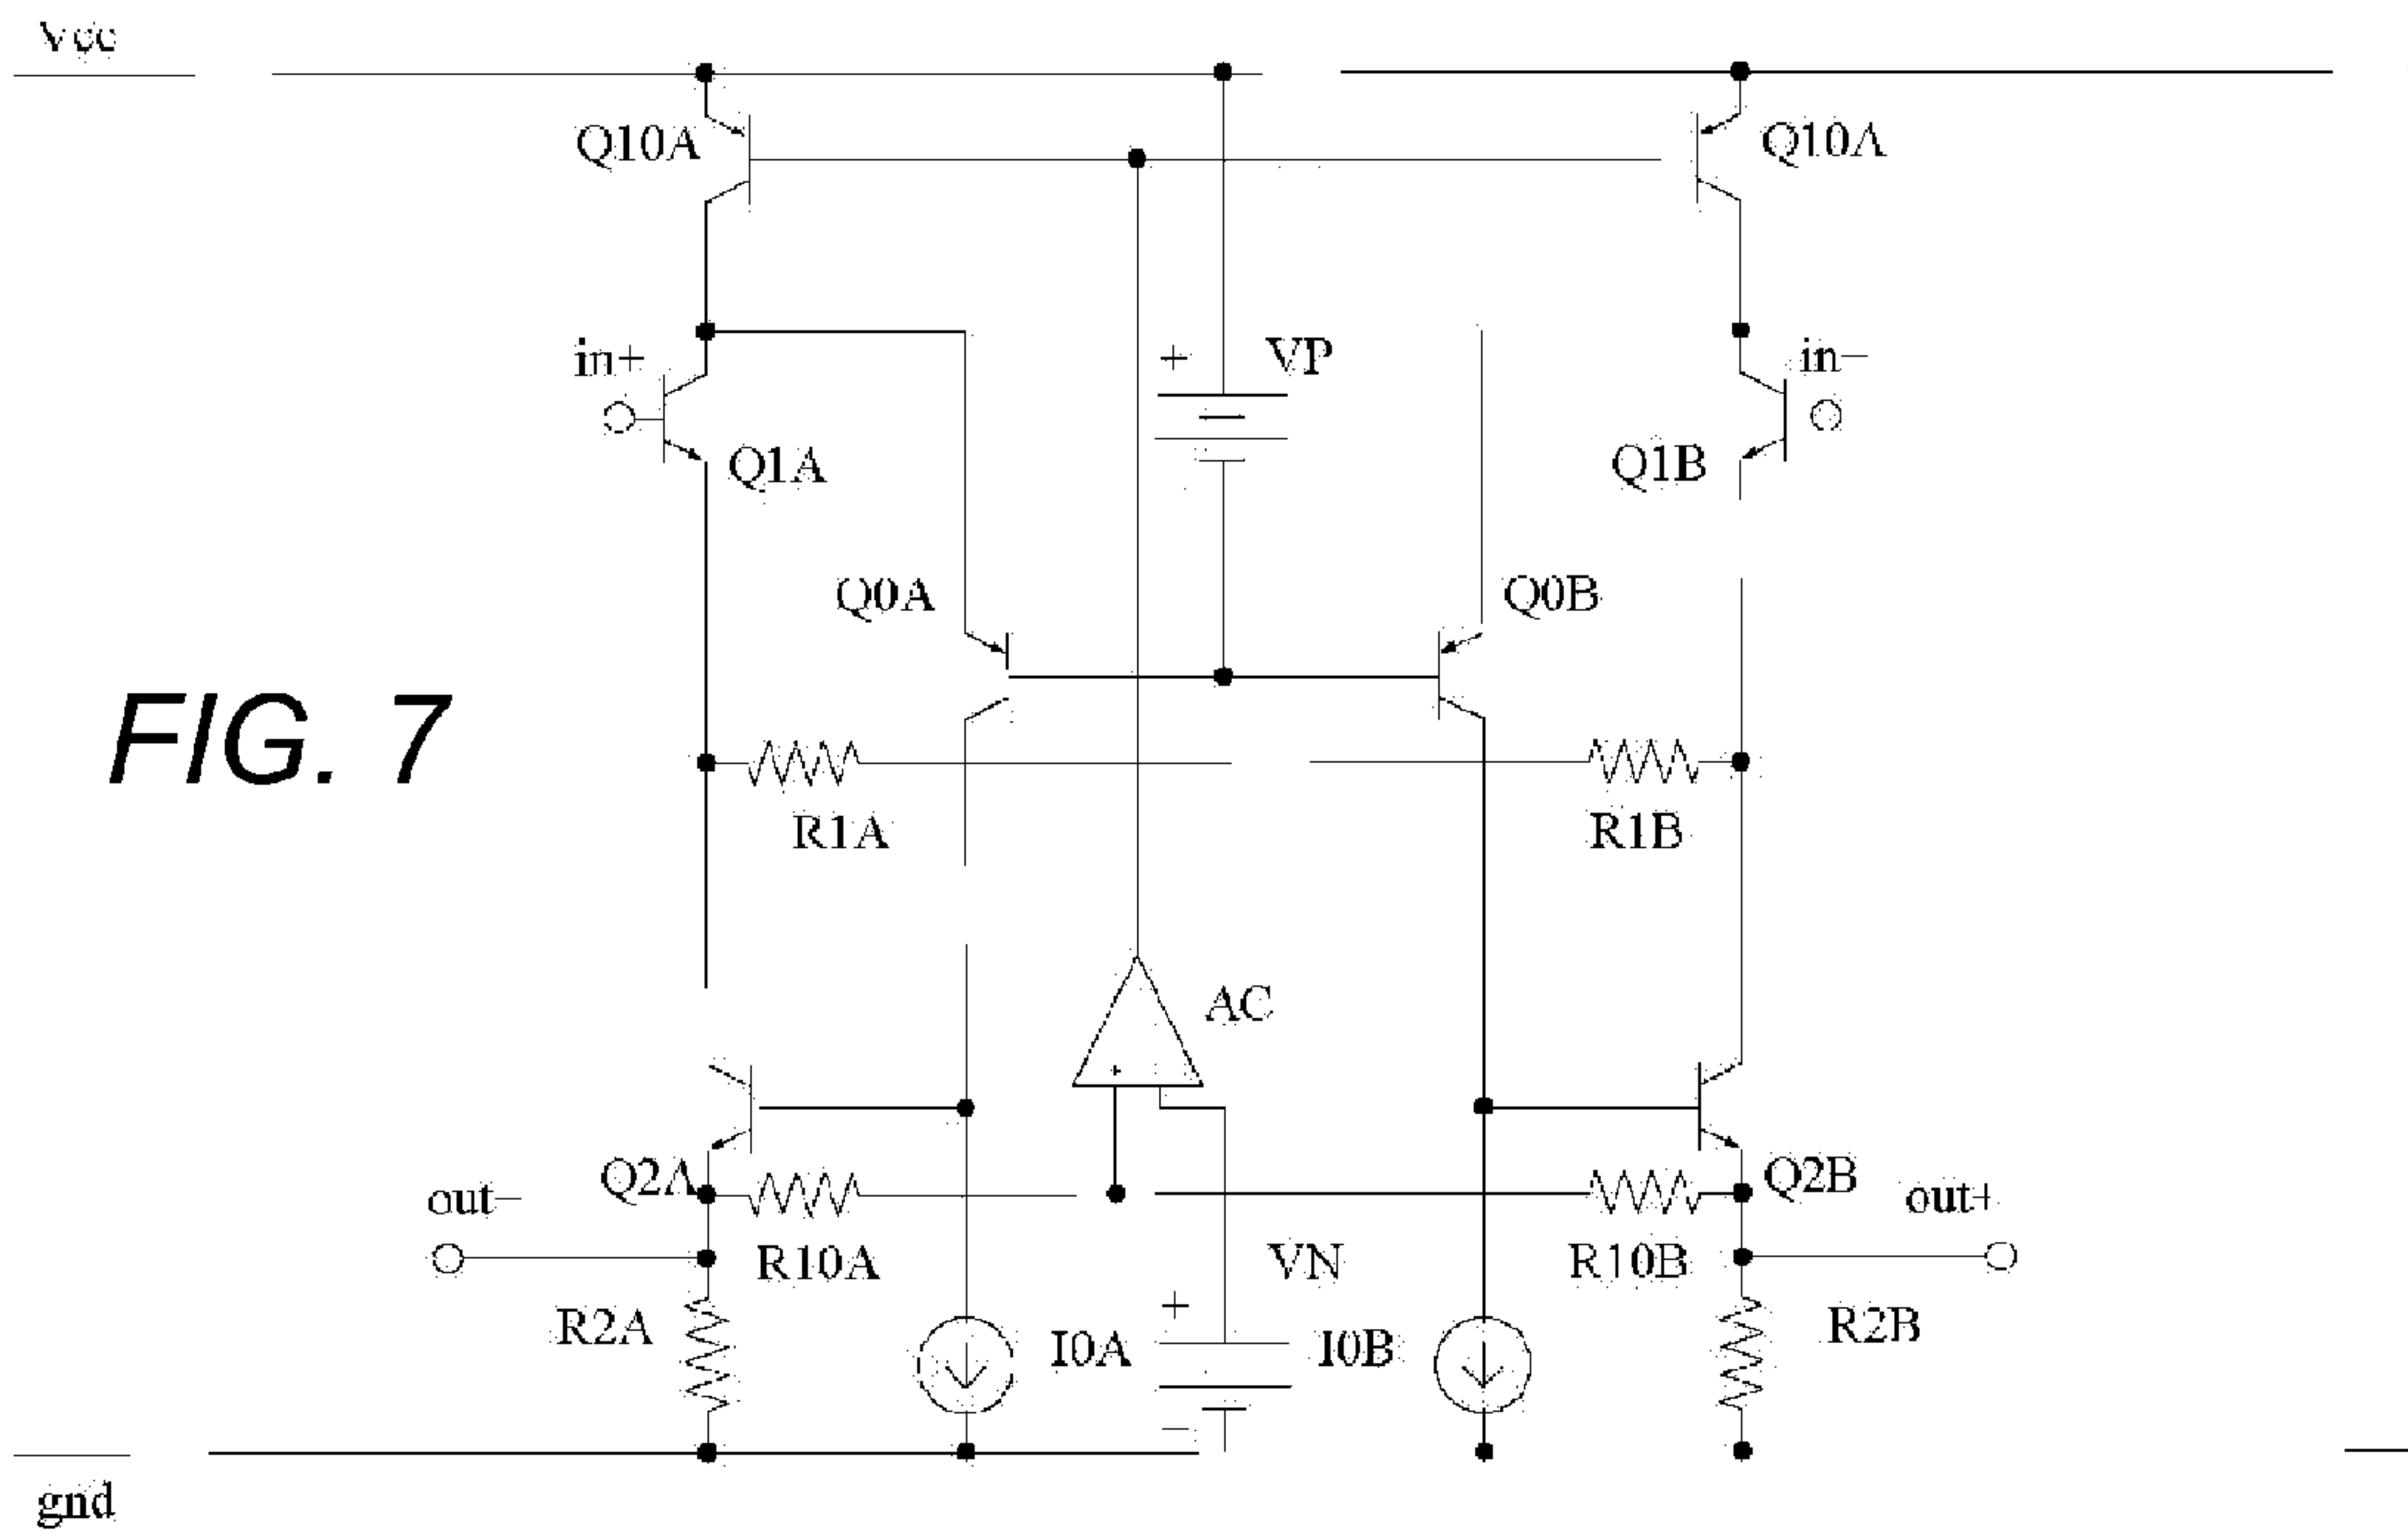 Vcc
Q10A
Q10A
in+
+
VP
in−
Q1A
Q1B
Q0A
Q0B
FIG. 7
R1A
R1B
AC
+
Q2A
Q2B
out−
out+
R10A
VN
R10B
R2A
+
I0A
I0B
R2B
−
gnd